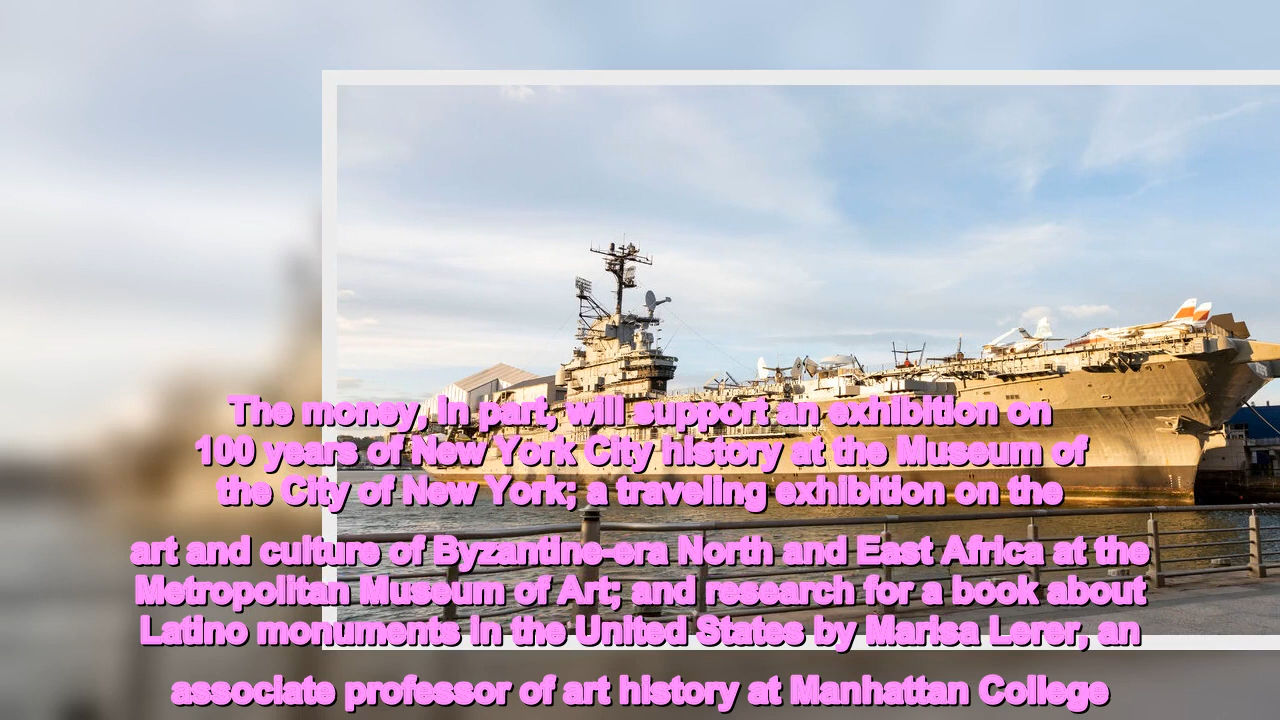 The money, in part, will support an exhibition on
100 years of New York City history at the Museum of
the City of New York; a traveling exhibition on the
art and culture of Byzantine-era North and East Africa at the
Metropolitan Museum of Art; and research for a book about
Latino monuments in the United States by Marisa Lerer, an
associate professor of art history at Manhattan College